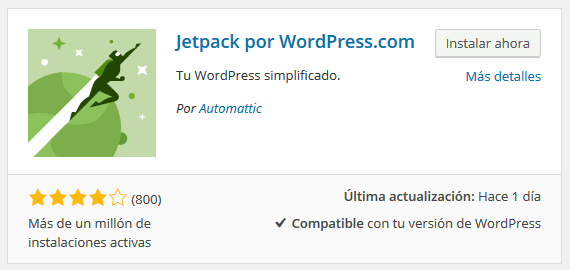 Jetpack por WordPress.com
Instalar ahora
Tu WordPress simplificado.
Más detalles
Por Automattic
(800)
Última actualización: Hace 1 día
Más de un millón de
instalaciones activas
Compatible con tu versión de WordPress